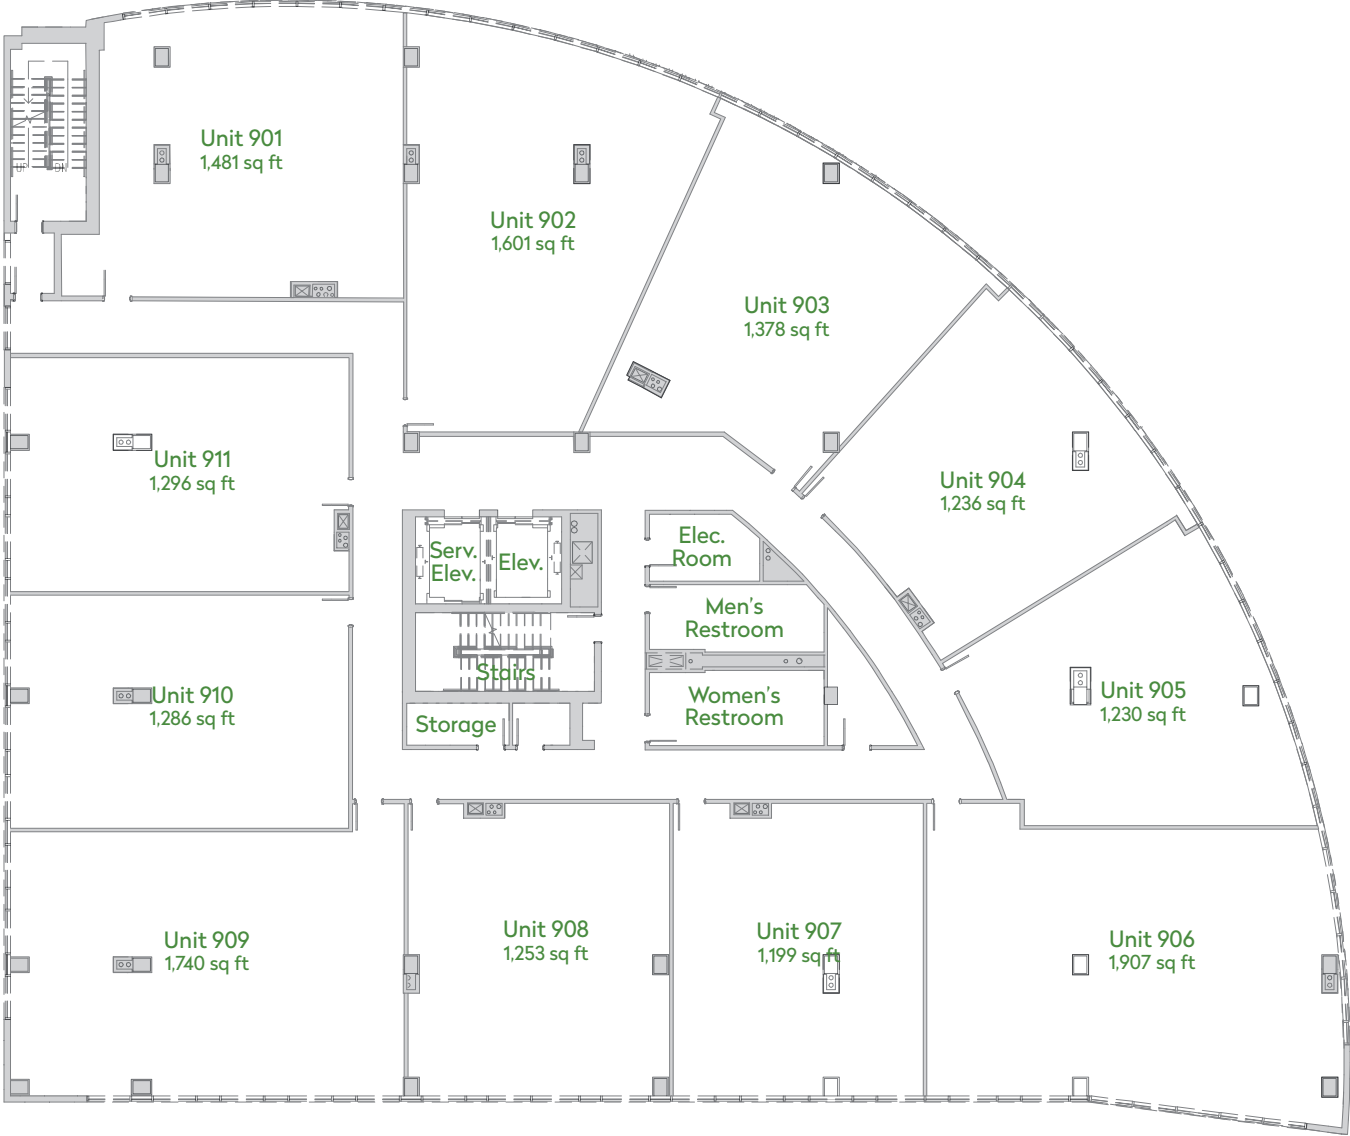 Unit 901
1,481 sq ft
UP
DN
Unit 902
1,601 sq ft
Unit 903
1,378 sq ft
Unit 911
1,296 sq ft
Unit 904
1,236 sq ft
Serv.
Elev.
Elev.
Elec.
Room
Men's
Restroom
Stairs
Unit 910
1,286 sq ft
Storage
Women's
Restroom
Unit 905
1,230 sq ft
Unit 909
1,740 sq ft
Unit 908
1,253 sq ft
Unit 907
1,199 sq ft
Unit 906
1,907 sq ft